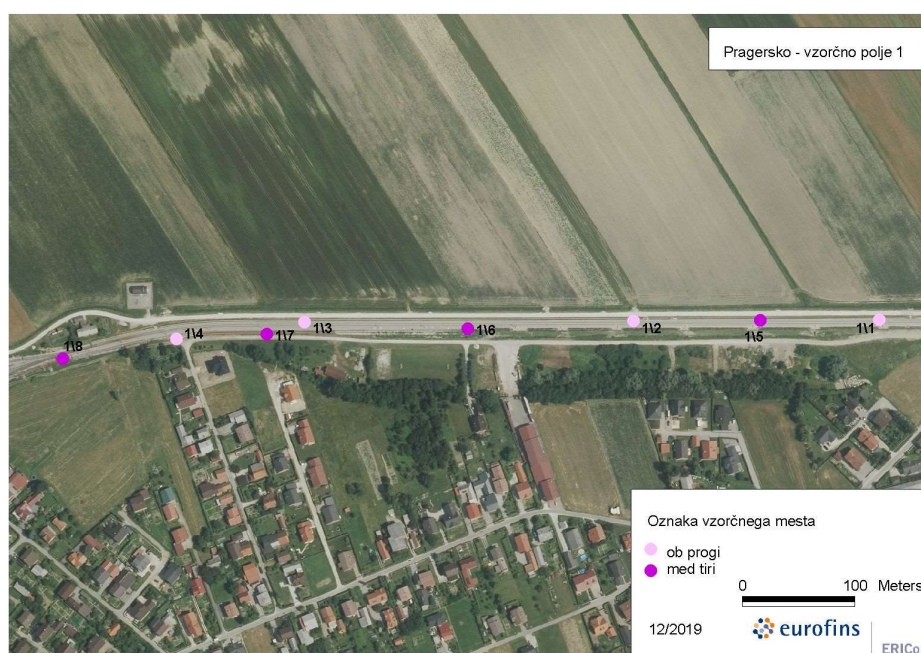 Pragersko - vzorčno polje 1
1\8
1\4
1\7
1\3
1\6
1\2
1\5
1\1
Oznaka vzorčnega mesta
ob progi
med tiri
0 100 Meters
12/2019
eurofins
ERICo